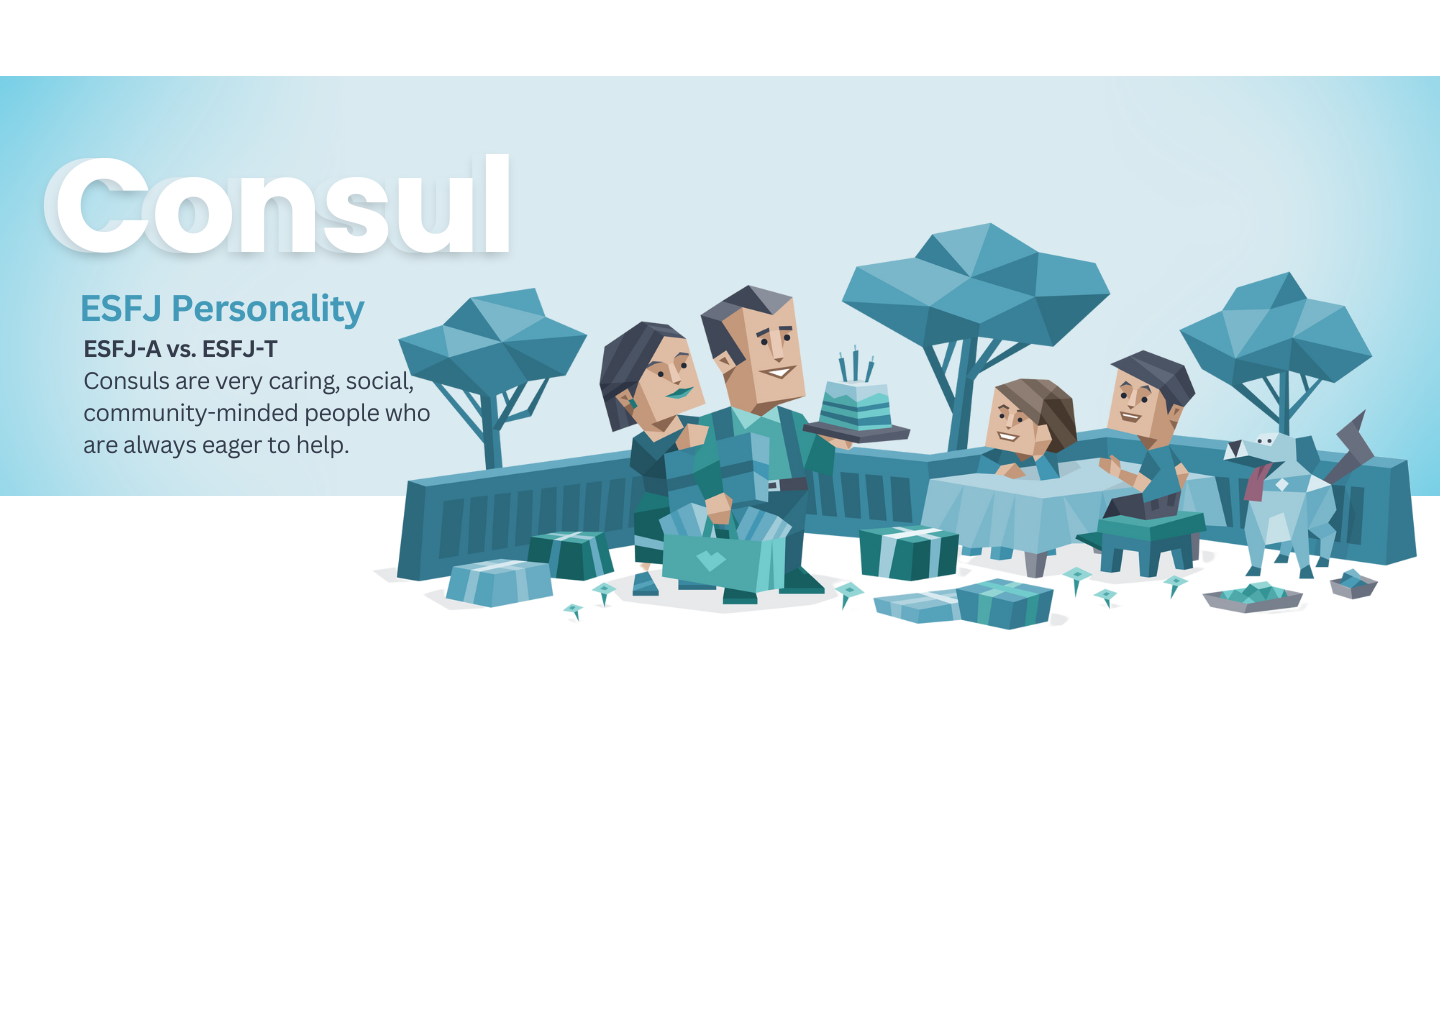 Consul
ESFJ Personality
ESFJ-A vs. ESFJ-T
Consuls are very caring, social,
community-minded people who
are always eager to help.